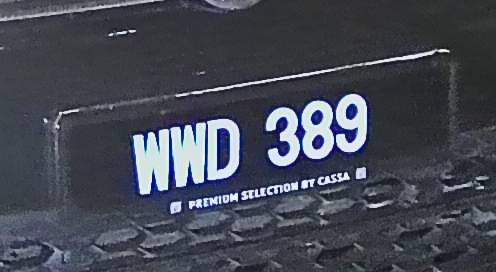 WWD 389
PREMIUM SELECTION BY CASSA